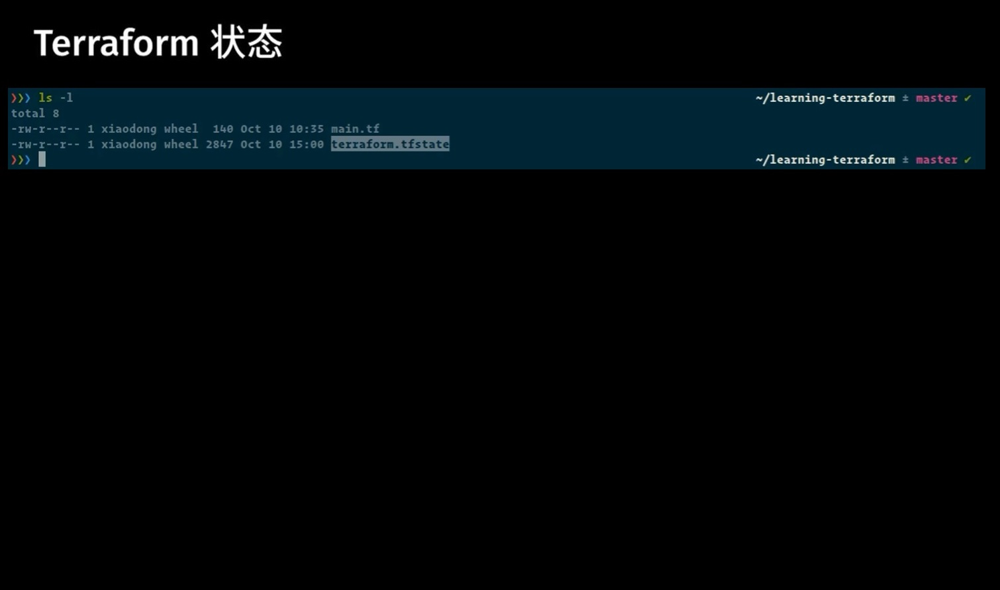 Terraform 状态
❯❯❯ ls -l ~/learning-terraform ± master ✔
total 8
-rw-r--r-- 1 xiaodong wheel  140 Oct 10 10:35 main.tf
-rw-r--r-- 1 xiaodong wheel 2847 Oct 10 15:00 terraform.tfstate
❯❯❯ ~/learning-terraform ± master ✔